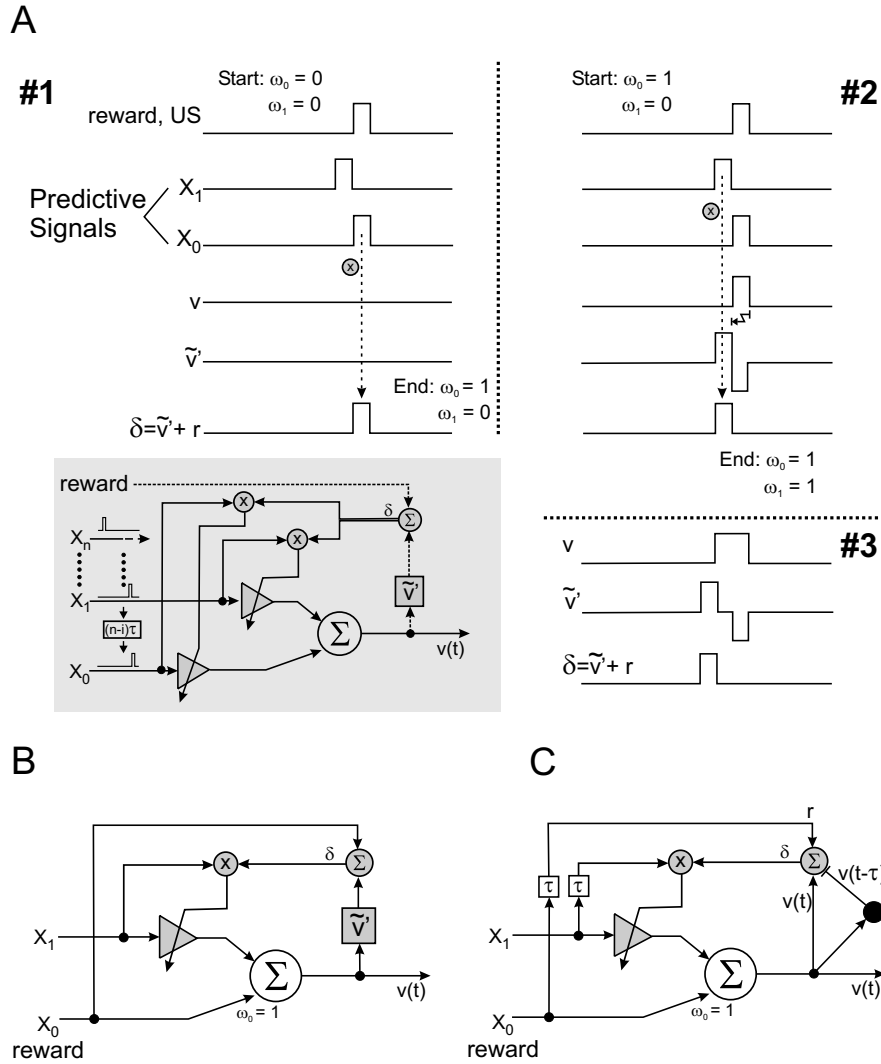 A
#1
Start: ω0 = 0
ω1 = 0
reward, US
X1
Predictive
Signals
X0
x
v
ṽ'
End: ω0 = 1
ω1 = 0
δ=ṽ'+ r
#2
Start: ω0 = 1
ω1 = 0
x
End: ω0 = 1
ω1 = 1
#3
v
ṽ'
δ=ṽ'+ r
reward
x
δ
Σ
Xn
x
X1
ṽ'
(n-i)τ
Σ
v(t)
X0
B
δ
x
Σ
ṽ'
X1
Σ
v(t)
X0
ω0 = 1
reward
C
r
δ
x
Σ
τ
τ
v(t-τ)
v(t)
X1
Σ
v(t)
X0
ω0 = 1
reward